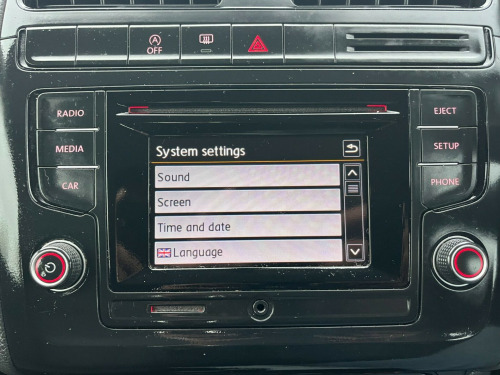 OFF
RADIO
MEDIA
CAR
System settings
Sound
Screen
Time and date
Language
EJECT
SETUP
PHONE